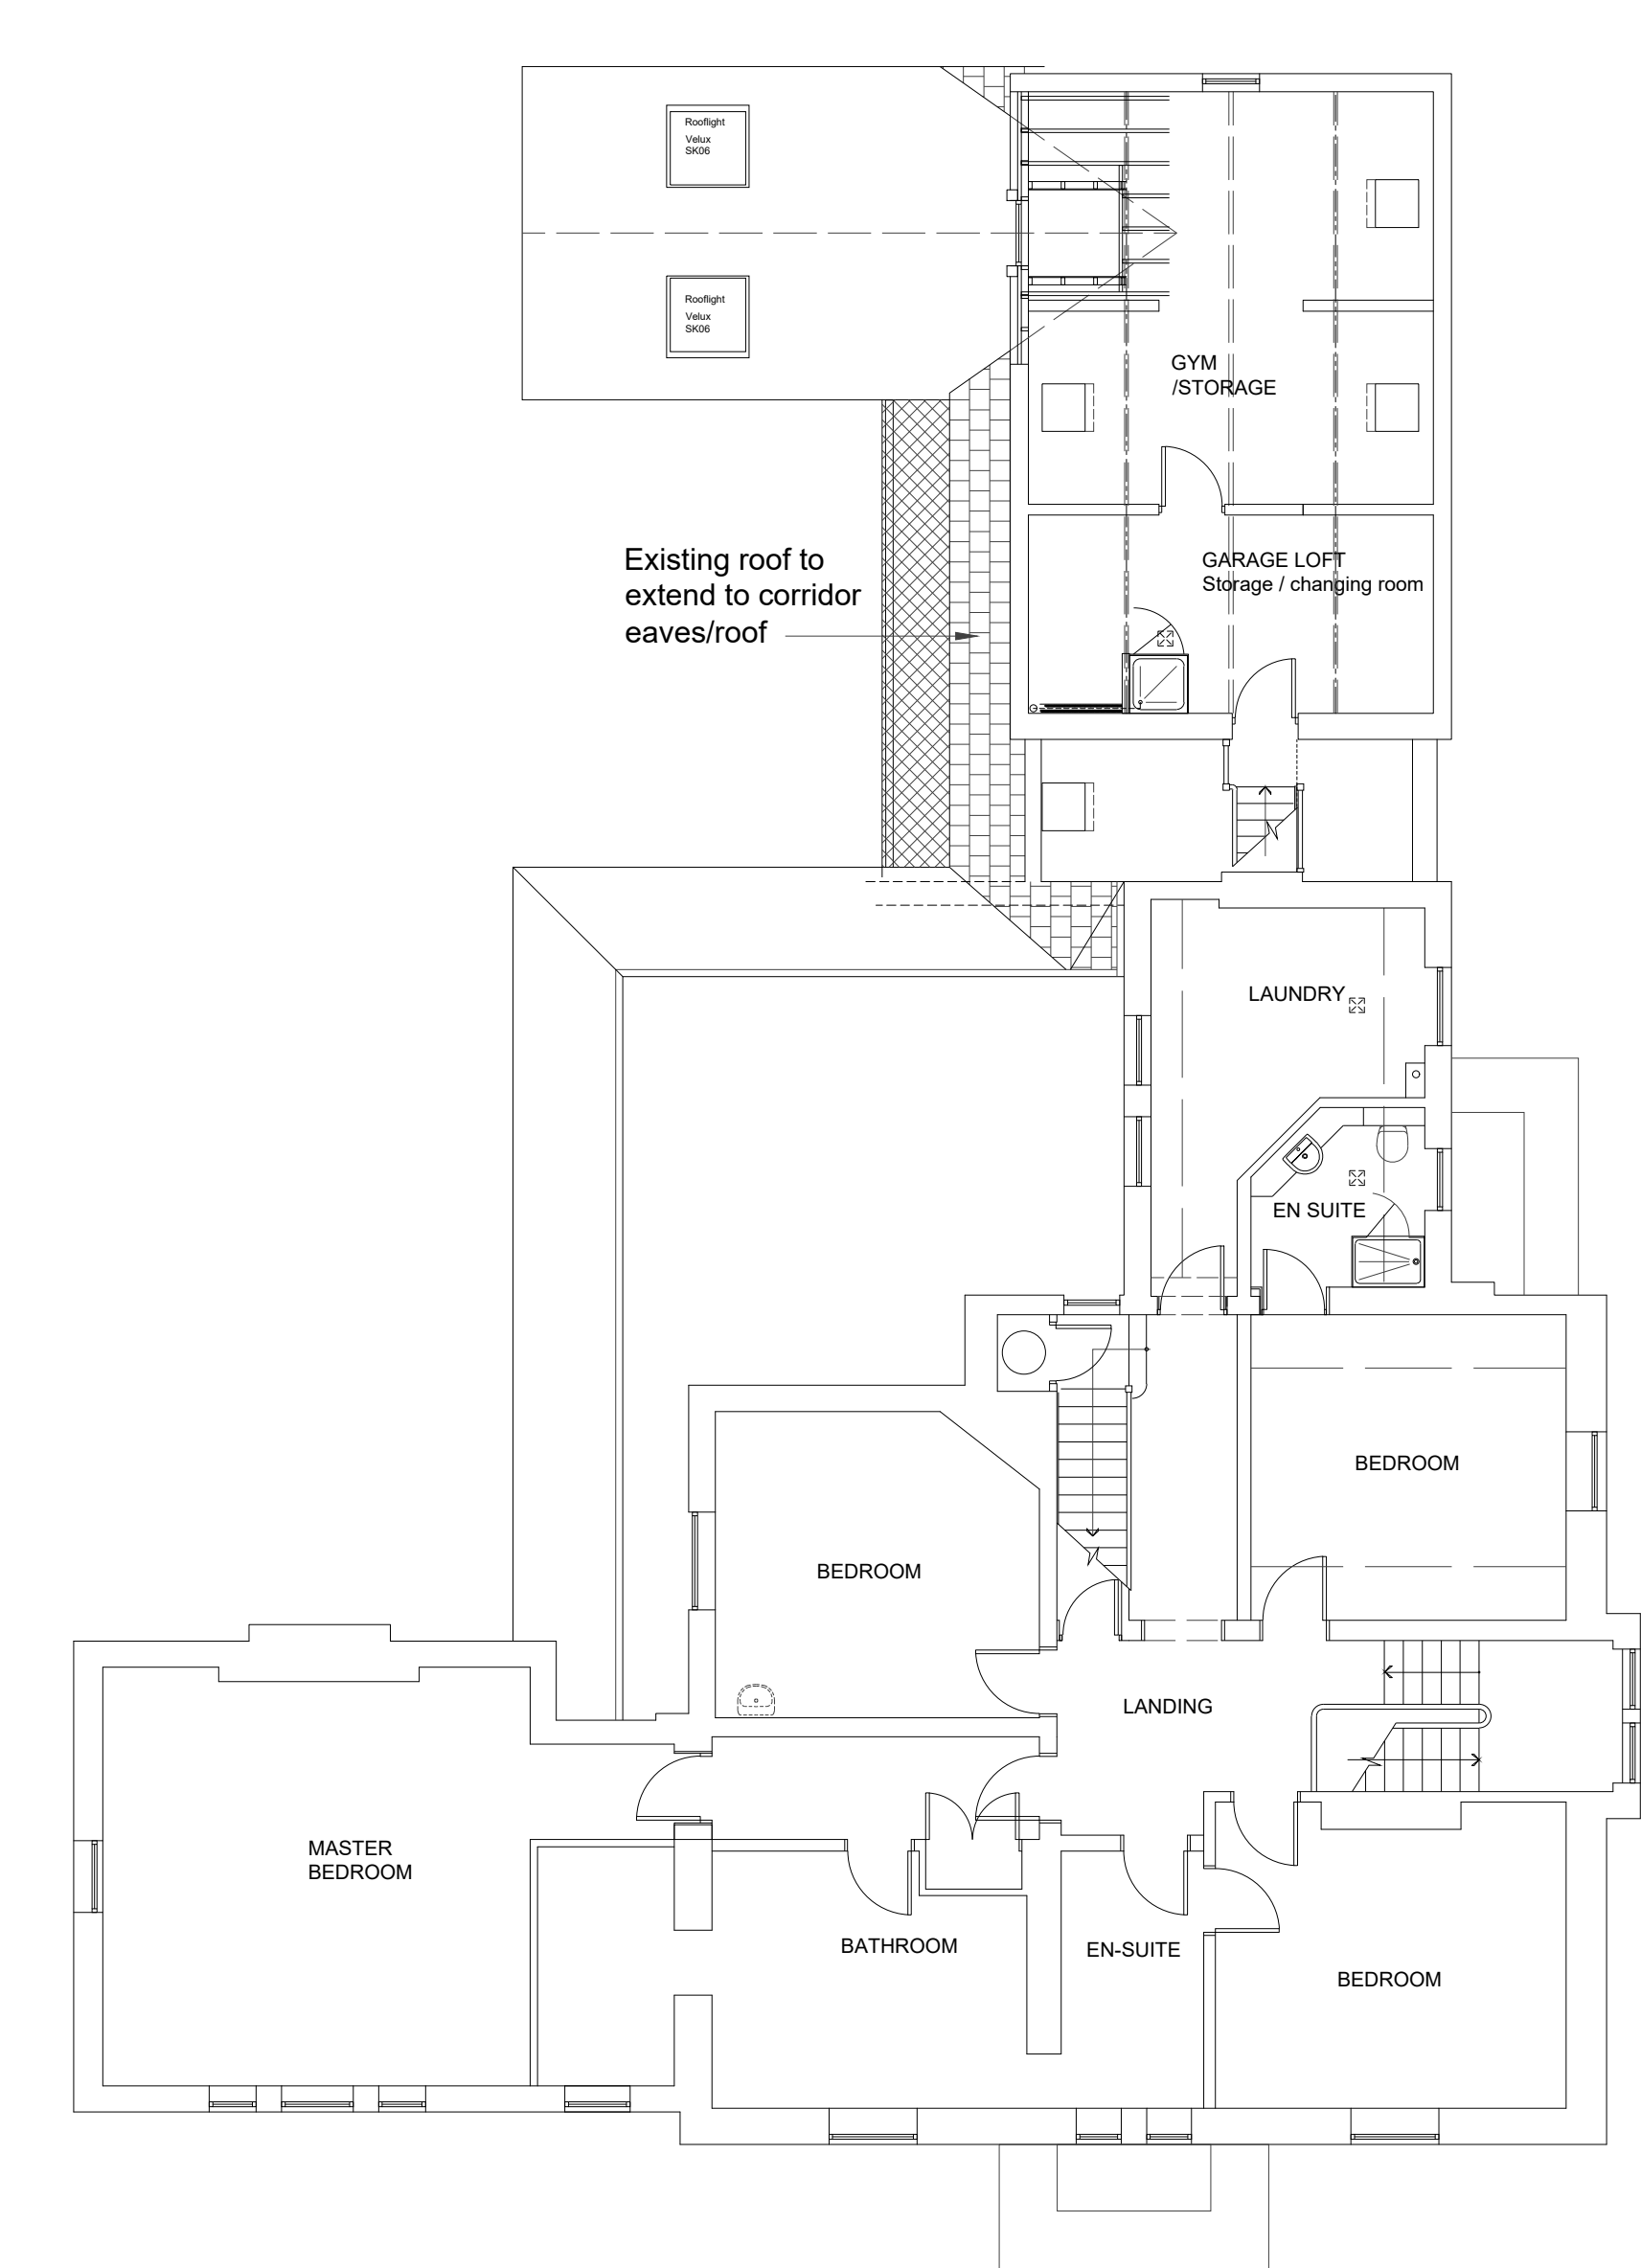 Rooflight
Velux
SK06
Rooflight
Velux
SK06
GYM
/STORAGE
Existing roof to
extend to corridor
eaves/roof
GARAGE LOFT
Storage / changing room
LAUNDRY
EN SUITE
BEDROOM
BEDROOM
LANDING
MASTER
BEDROOM
BATHROOM
EN-SUITE
BEDROOM